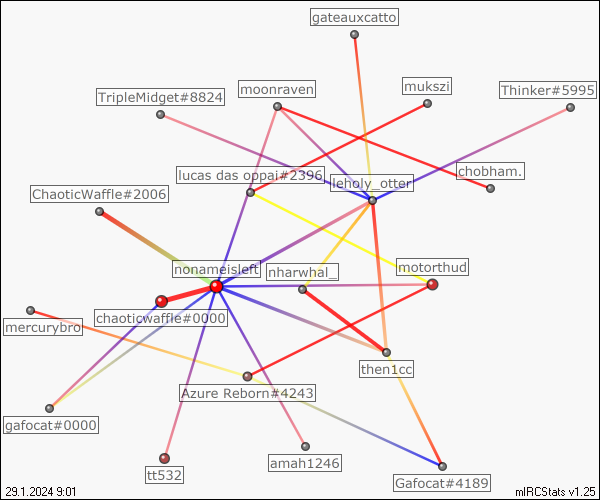 gateauxcatto
moonraven
mukszi
Thinker#5995
TripleMidget#8824
lucas das oppai#2396
leholy_otter
chobham.
ChaoticWaffle#2006
nonameisleft
nharwhal_
motorthud
mercurybro
chaoticwaffle#0000
then1cc
Azure Reborn#4243
gafocat#0000
tt532
amah1246
Gafocat#4189
29.1.2024 9:01
mIRCStats v1.25